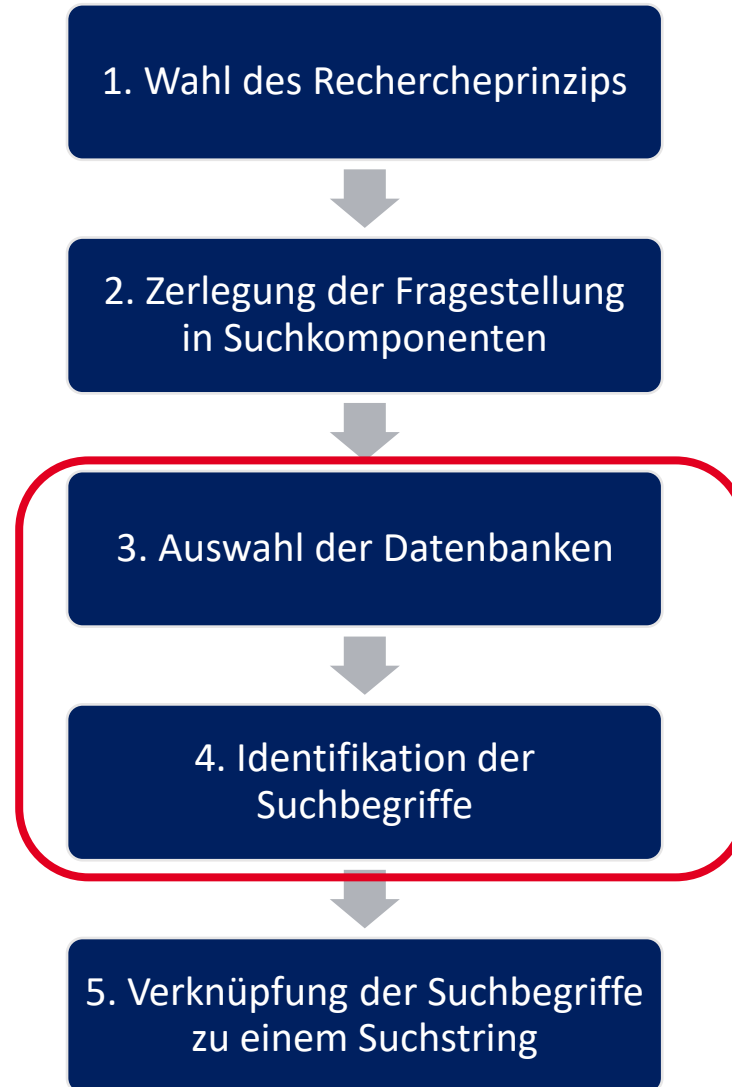 1. Wahl des Rechercheprinzips
2. Zerlegung der Fragestellung
in Suchkomponenten
3. Auswahl der Datenbanken
4. Identifikation der
Suchbegriffe
5. Verknüpfung der Suchbegriffe
zu einem Suchstring